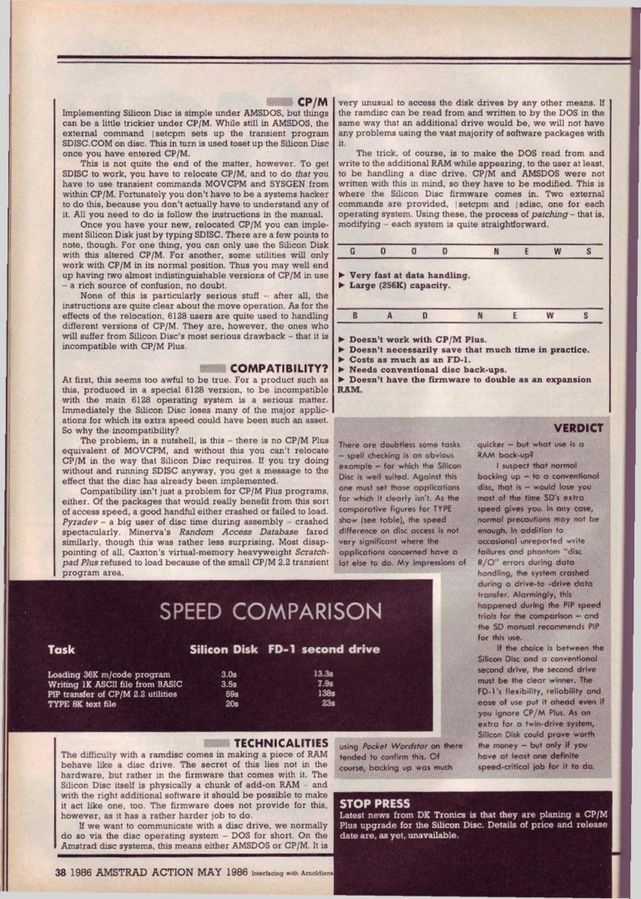 CP/M
Implementing Silicon Disc is simple under AMSDOS, but things
can be a little trickier under CP/M. While still in AMSDOS, the
external command |setcpm sets up the transient program
SDISC.COM on disc. This in turn is used toset up the Silicon Disc
once you have entered CP/M.
This is not quite the end of the matter, however. To get
SDISC to work, you have to relocate CP/M, and to do that you
have to use transient commands MOVCPM and SYSGEN from
within CP/M. Fortunately you don't have to be a systems hacker
to do this, because you don't actually have to understand any of
it. All you need to do is follow the instructions in the manual.
Once you have your new, relocated CP/M you can imple-
ment Silicon Disk just by typing SDISC. There are a few points to
note, though. For one thing, you can only use the Silicon Disk
with this altered CP/M. For another, some utilities will only
work with CP/M in its normal position. Thus you may well end
up having two almost indistinguishable versions of CP/M in use
– a rich source of confusion, no doubt.
None of this is particularly serious stuff – after all, the
instructions are quite clear about the move operation. As for the
effects of the relocation, 6128 users are quite used to handling
different versions of CP/M. They are, however, the ones who
will suffer from Silicon Disc's most serious drawback – that it is
incompatible with CP/M Plus.
COMPATIBILITY?
At first, this seems too awful to be true. For a product such as
this, produced in a special 6128 version, to be incompatible
with the main 6128 operating system is a serious matter.
Immediately the Silicon Disc loses many of the major applic-
ations for which its extra speed could have been such an asset.
So why the incompatibility?
The problem, in a nutshell, is this – there is no CP/M Plus
equivalent of MOVCPM, and without this you can't relocate
CP/M in the way that Silicon Disc requires. If you try doing
without and running SDISC anyway, you get a message to the
effect that the disc has already been implemented.
Compatibility isn't just a problem for CP/M Plus programs,
either. Of the packages that would really benefit from this sort
of access speed, a good handful either crashed or failed to load.
Pyradev – a big user of disc time during assembly – crashed
spectacularly. Minerva's Random Access Database fared
similarly, though this was rather less surprising. Most disap-
pointing of all, Caxton's virtual-memory heavyweight Scratch-
pad Plus refused to load because of the small CP/M 2.2 transient
program area.
SPEED COMPARISON
Task Silicon Disk FD-1 second drive
Loading 36K m/code program 3.0s 13.3s
Writing 1K ASCII file from BASIC 3.5s 7.9s
PIP transfer of CP/M 2.2 utilities 59s 138s
TYPE 8K text file 20s 23s
TECHNICALITIES
The difficulty with a ramdisc comes in making a piece of RAM
behave like a disc drive. The secret of this lies not in the
hardware, but rather in the firmware that comes with it. The
Silicon Disc itself is physically a chunk of add-on RAM – and
with the right additional software it should be possible to make
it act like one, too. The firmware does not provide for this,
however, as it has a rather harder job to do.
If we want to communicate with a disc drive, we normally
do so via the disc operating system – DOS for short. On the
Amstrad disc systems, this means either AMSDOS or CP/M. It is
very unusual to access the disk drives by any other means. If
the ramdisc can be read from and written to by the DOS in the
same way that an additional drive would be, we will not have
any problems using the vast majority of software packages with
it.
The trick, of course, is to make the DOS read from and
write to the additional RAM while appearing, to the user at least,
to be handling a disc drive. CP/M and AMSDOS were not
written with this in mind, so they have to be modified. This is
where the Silicon Disc firmware comes in. Two external
commands are provided, |setcpm and |sdisc, one for each
operating system. Using these, the process of patching – that is,
modifying – each system is quite straightforward.
GOOD NEWS
► Very fast at data handling.
► Large (256K) capacity.
BAD NEWS
► Doesn't work with CP/M Plus.
► Doesn't necessarily save that much time in practice.
► Costs as much as an FD-1.
► Needs conventional disc back-ups.
► Doesn't have the firmware to double as an expansion
RAM.
VERDICT
There are doubtless some tasks
– spell checking is an obvious
example – for which the Silicon
Disc is well suited. Against this
one must set those applications
for which it clearly isn't. As the
comparative figures for TYPE
show (see table), the speed
difference on disc access is not
very significant where the
applications concerned have a
lot else to do. My impressions of
using Pocket Wordstar on there
tended to confirm this. Of
course, backing up was much
quicker – but what use is a
RAM back-up?
I suspect that normal
backing up – to a conventional
disc, that is – would lose you
most of the time SD's extra
speed gives you. In any case,
normal precautions may not be
enough. In addition to
occasional unreported write
failures and phantom "disc
R/O" errors during data
handling, the system crashed
during a drive-to -drive data
transfer. Alarmingly, this
happened during the PIP speed
trials for the comparison – and
the SD manual recommends PIP
for this use.
If the choice is between the
Silicon Disc and a conventional
second drive, the second drive
must be the clear winner. The
FD-1's flexibility, reliability and
ease of use put it ahead even if
you ignore CP/M Plus. As an
extra for a twin-drive system,
Silicon Disk could prove worth
the money – but only if you
have at least one definite
speed-critical job for it to do.
STOP PRESS
Latest news from DK Tronics is that they are planing a CP/M
Plus upgrade for the Silicon Disc. Details of price and release
date are, as yet, unavailable.
38 1986 AMSTRAD ACTION MAY 1986 Interfacing with Arnoldians